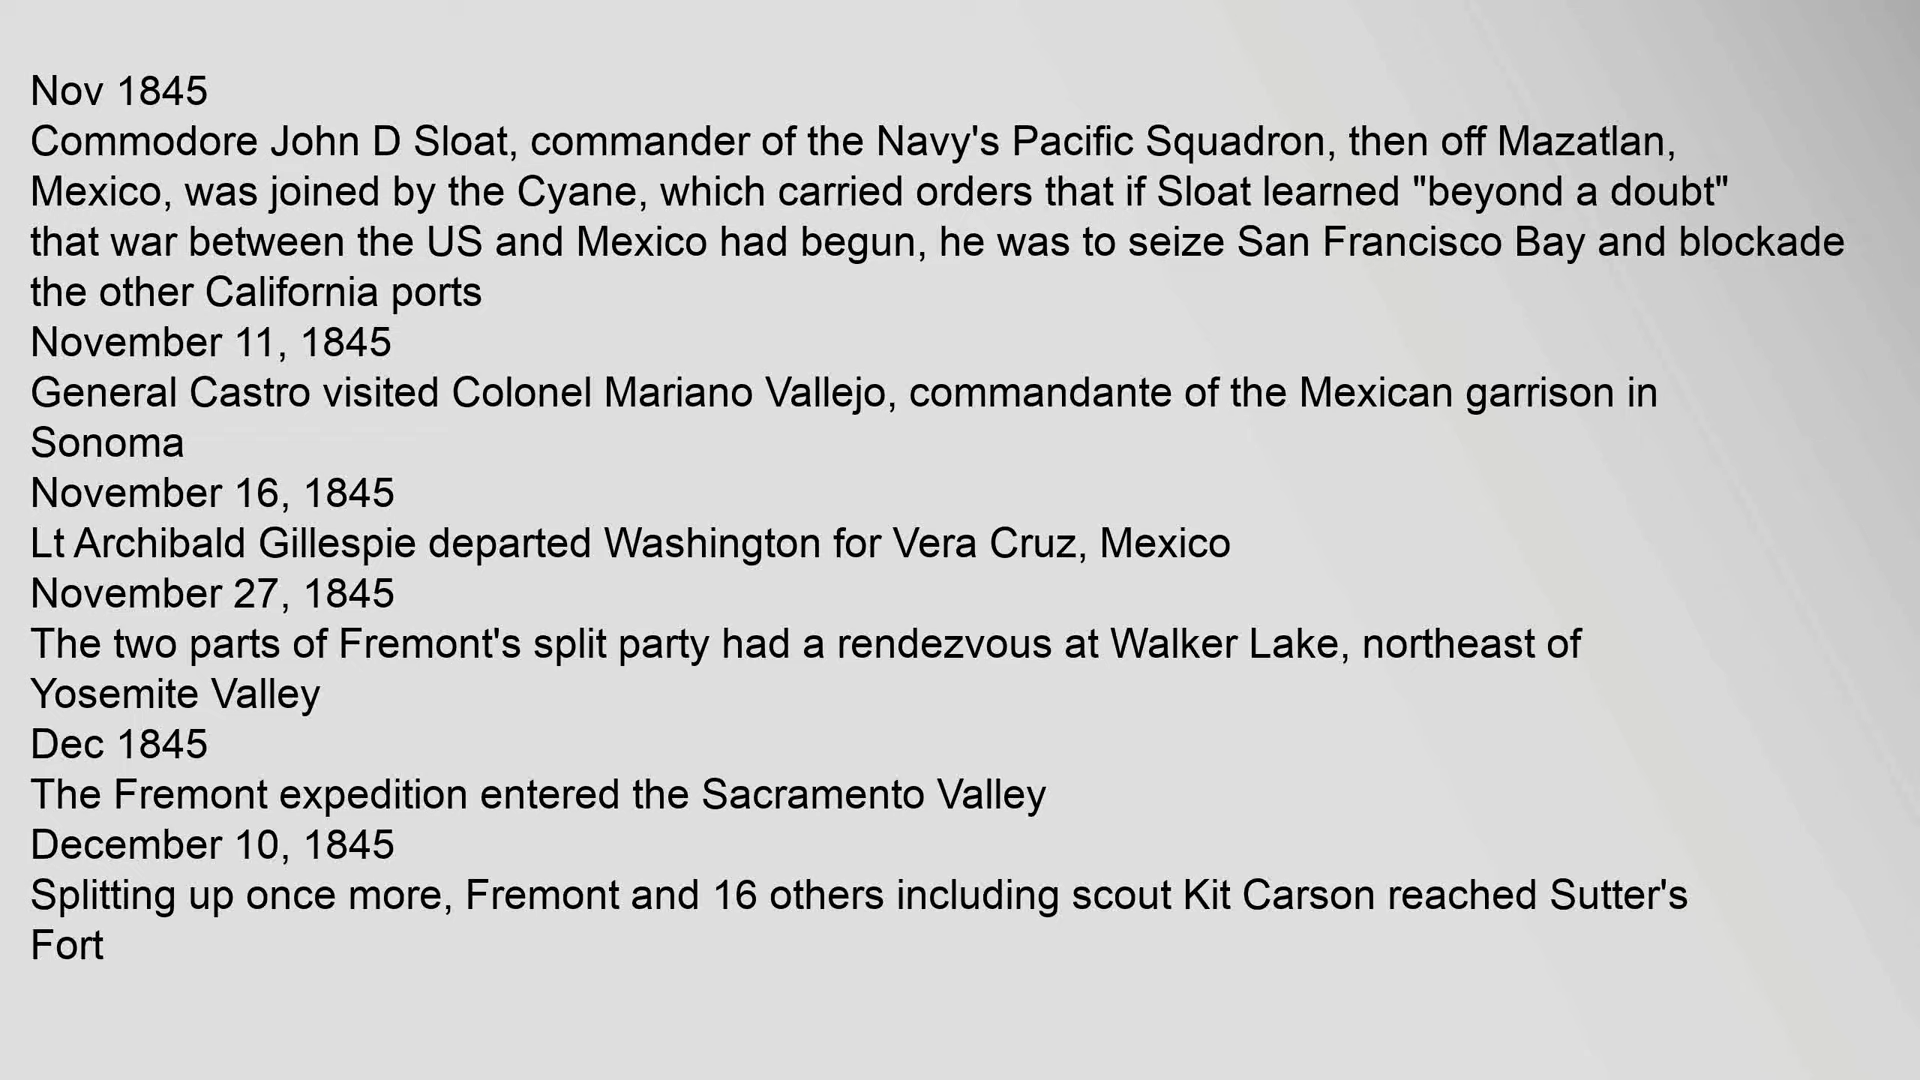 Nov 1845
Commodore John D Sloat, commander of the Navy's Pacific Squadron, then off Mazatlan,
Mexico, was joined by the Cyane, which carried orders that if Sloat learned "beyond a doubt"
that war between the US and Mexico had begun, he was to seize San Francisco Bay and blockade
the other California ports
November 11, 1845
General Castro visited Colonel Mariano Vallejo, commandante of the Mexican garrison in
Sonoma
November 16, 1845
Lt Archibald Gillespie departed Washington for Vera Cruz, Mexico
November 27, 1845
The two parts of Fremont's split party had a rendezvous at Walker Lake, northeast of
Yosemite Valley
Dec 1845
The Fremont expedition entered the Sacramento Valley
December 10, 1845
Splitting up once more, Fremont and 16 others including scout Kit Carson reached Sutter's
Fort